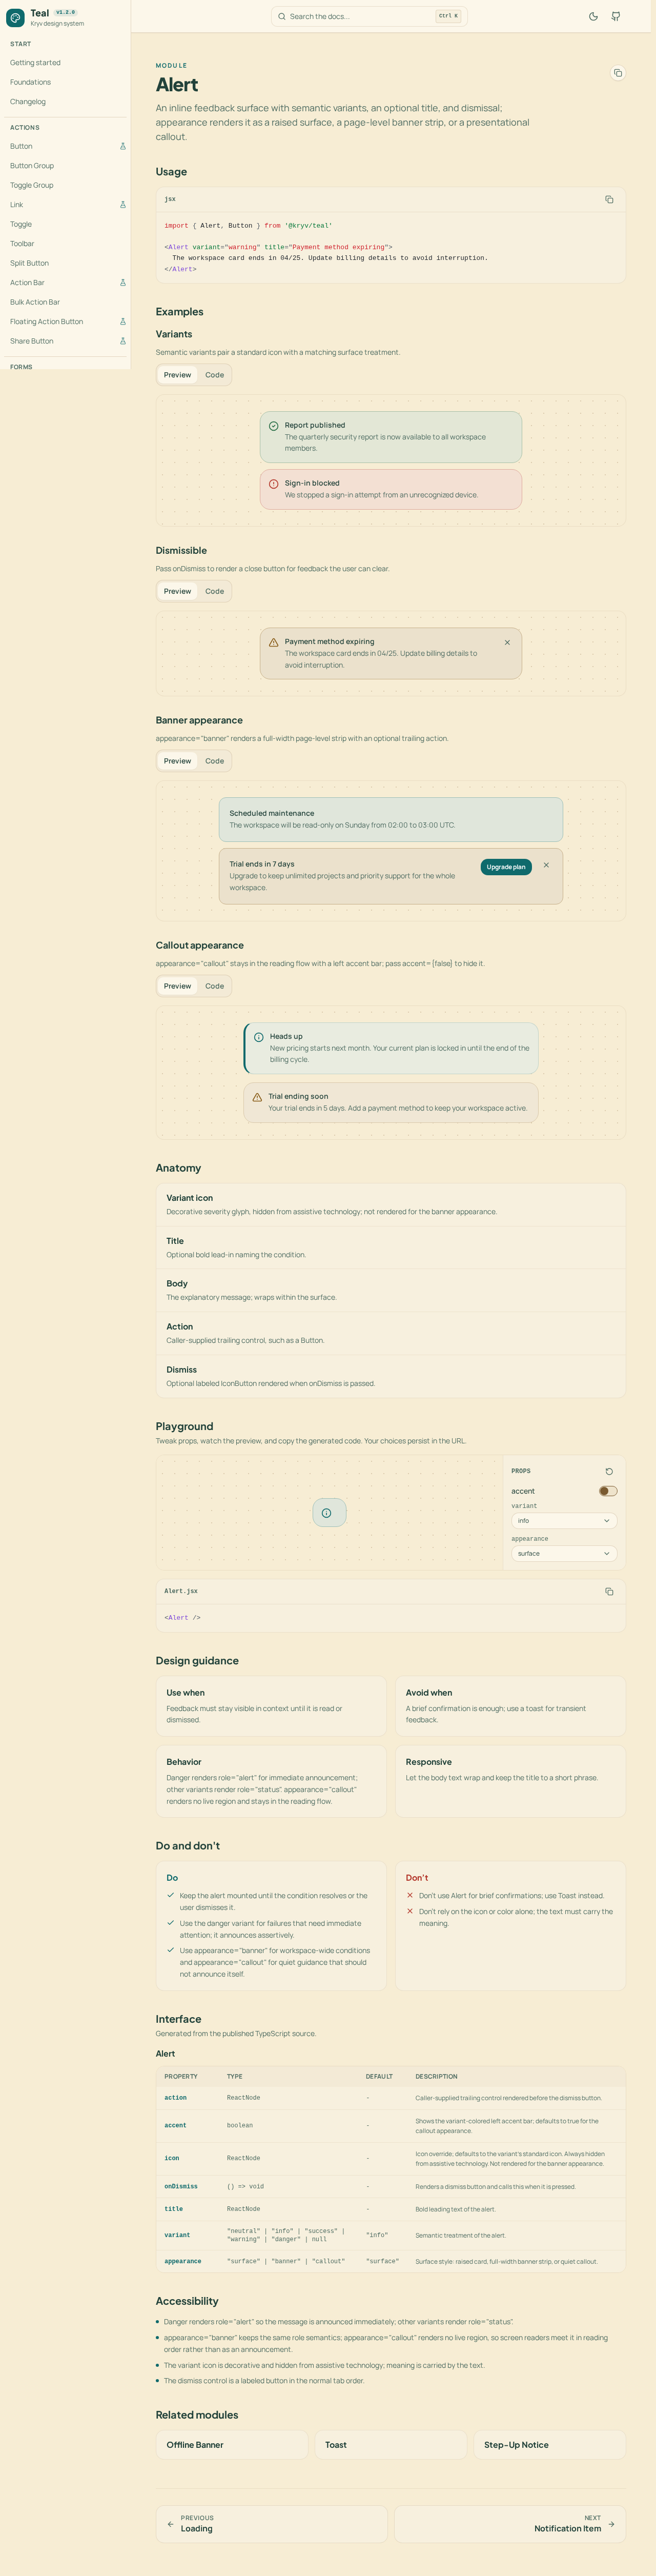 Teal v1.2.0
Kryv design system
START
Getting started
Foundations
Changelog
ACTIONS
Button
Button Group
Toggle Group
Link
Toggle
Toolbar
Split Button
Action Bar
Bulk Action Bar
Floating Action Button
Share Button
FORMS
Search the docs...
Ctrl K
MODULE
Alert
An inline feedback surface with semantic variants, an optional title, and dismissal;
appearance renders it as a raised surface, a page-level banner strip, or a presentational
callout.
Usage
jsx
import { Alert, Button } from '@kryv/teal'
<Alert variant="warning" title="Payment method expiring">
The workspace card ends in 04/25. Update billing details to avoid interruption.
</Alert>
Examples
Variants
Semantic variants pair a standard icon with a matching surface treatment.
Preview Code
Report published
The quarterly security report is now available to all workspace
members.
Sign-in blocked
We stopped a sign-in attempt from an unrecognized device.
Dismissible
Pass onDismiss to render a close button for feedback the user can clear.
Preview Code
Payment method expiring
The workspace card ends in 04/25. Update billing details to
avoid interruption.
Banner appearance
appearance="banner" renders a full-width page-level strip with an optional trailing action.
Preview Code
Scheduled maintenance
The workspace will be read-only on Sunday from 02:00 to 03:00 UTC.
Trial ends in 7 days
Upgrade to keep unlimited projects and priority support for the whole
workspace.
Upgrade plan
Callout appearance
appearance="callout" stays in the reading flow with a left accent bar; pass accent={false} to hide it.
Preview Code
Heads up
New pricing starts next month. Your current plan is locked in until the end of the
billing cycle.
Trial ending soon
Your trial ends in 5 days. Add a payment method to keep your workspace active.
Anatomy
Variant icon
Decorative severity glyph, hidden from assistive technology; not rendered for the banner appearance.
Title
Optional bold lead-in naming the condition.
Body
The explanatory message; wraps within the surface.
Action
Caller-supplied trailing control, such as a Button.
Dismiss
Optional labeled IconButton rendered when onDismiss is passed.
Playground
Tweak props, watch the preview, and copy the generated code. Your choices persist in the URL.
PROPS
accent
variant
info
appearance
surface
Alert.jsx
<Alert />
Design guidance
Use when
Feedback must stay visible in context until it is read or
dismissed.
Avoid when
A brief confirmation is enough; use a toast for transient
feedback.
Behavior
Danger renders role="alert" for immediate announcement;
other variants render role="status". appearance="callout"
renders no live region and stays in the reading flow.
Responsive
Let the body text wrap and keep the title to a short phrase.
Do and don't
Do
Keep the alert mounted until the condition resolves or the
user dismisses it.
Use the danger variant for failures that need immediate
attention; it announces assertively.
Use appearance="banner" for workspace-wide conditions
and appearance="callout" for quiet guidance that should
not announce itself.
Don't
Don't use Alert for brief confirmations; use Toast instead.
Don't rely on the icon or color alone; the text must carry the
meaning.
Interface
Generated from the published TypeScript source.
Alert
PROPERTY TYPE DEFAULT DESCRIPTION
action ReactNode - Caller-supplied trailing control rendered before the dismiss button.
accent boolean - Shows the variant-colored left accent bar; defaults to true for the
callout appearance.
icon ReactNode - Icon override; defaults to the variant's standard icon. Always hidden
from assistive technology. Not rendered for the banner appearance.
onDismiss () => void - Renders a dismiss button and calls this when it is pressed.
title ReactNode - Bold leading text of the alert.
variant "neutral" | "info" | "success" |
"warning" | "danger" | null "info" Semantic treatment of the alert.
appearance "surface" | "banner" | "callout" "surface" Surface style: raised card, full-width banner strip, or quiet callout.
Accessibility
Danger renders role="alert" so the message is announced immediately; other variants render role="status".
appearance="banner" keeps the same role semantics; appearance="callout" renders no live region, so screen readers meet it in reading
order rather than as an announcement.
The variant icon is decorative and hidden from assistive technology; meaning is carried by the text.
The dismiss control is a labeled button in the normal tab order.
Related modules
Offline Banner
Toast
Step-Up Notice
PREVIOUS
Loading
NEXT
Notification Item